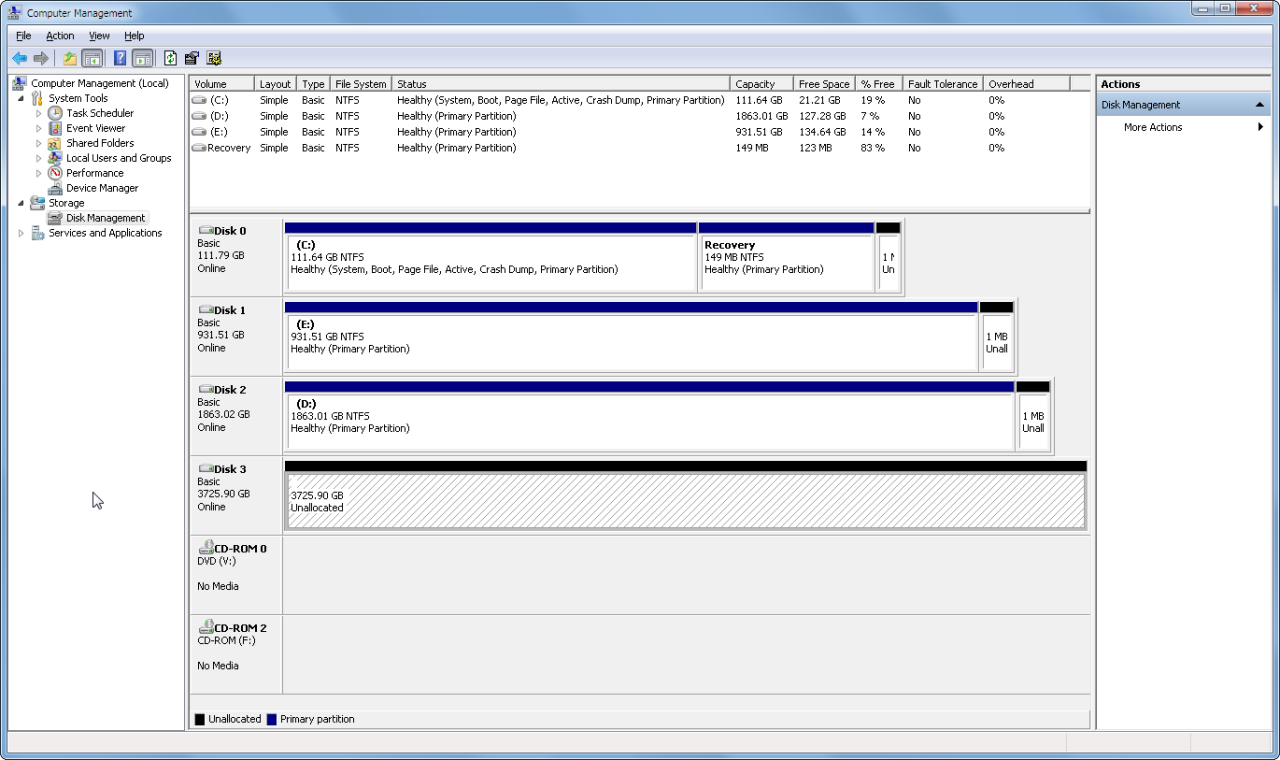 Computer Management
File Action View Help
Computer Management (Local)
System Tools
Task Scheduler
Event Viewer
Shared Folders
Local Users and Groups
Performance
Device Manager
Storage
Disk Management
Services and Applications
Volume Layout Type File System Status Capacity Free Space % Free Fault Tolerance Overhead
(C:) Simple Basic NTFS Healthy (System, Boot, Page File, Active, Crash Dump, Primary Partition) 111.64 GB 21.21 GB 19 % No 0%
(D:) Simple Basic NTFS Healthy (Primary Partition) 1863.01 GB 127.28 GB 7 % No 0%
(E:) Simple Basic NTFS Healthy (Primary Partition) 931.51 GB 134.64 GB 14 % No 0%
Recovery Simple Basic NTFS Healthy (Primary Partition) 149 MB 123 MB 83 % No 0%
Disk 0
Basic
111.79 GB
Online
(C:)
111.64 GB NTFS
Healthy (System, Boot, Page File, Active, Crash Dump, Primary Partition)
Recovery
149 MB NTFS
Healthy (Primary Partition)
1 M
Un
Disk 1
Basic
931.51 GB
Online
(E:)
931.51 GB NTFS
Healthy (Primary Partition)
1 MB
Unall
Disk 2
Basic
1863.02 GB
Online
(D:)
1863.01 GB NTFS
Healthy (Primary Partition)
1 MB
Unall
Disk 3
Basic
3725.90 GB
Online
3725.90 GB
Unallocated
CD-ROM 0
DVD (V:)
No Media
CD-ROM 2
CD-ROM (F:)
No Media
Unallocated Primary partition
Actions
Disk Management
More Actions